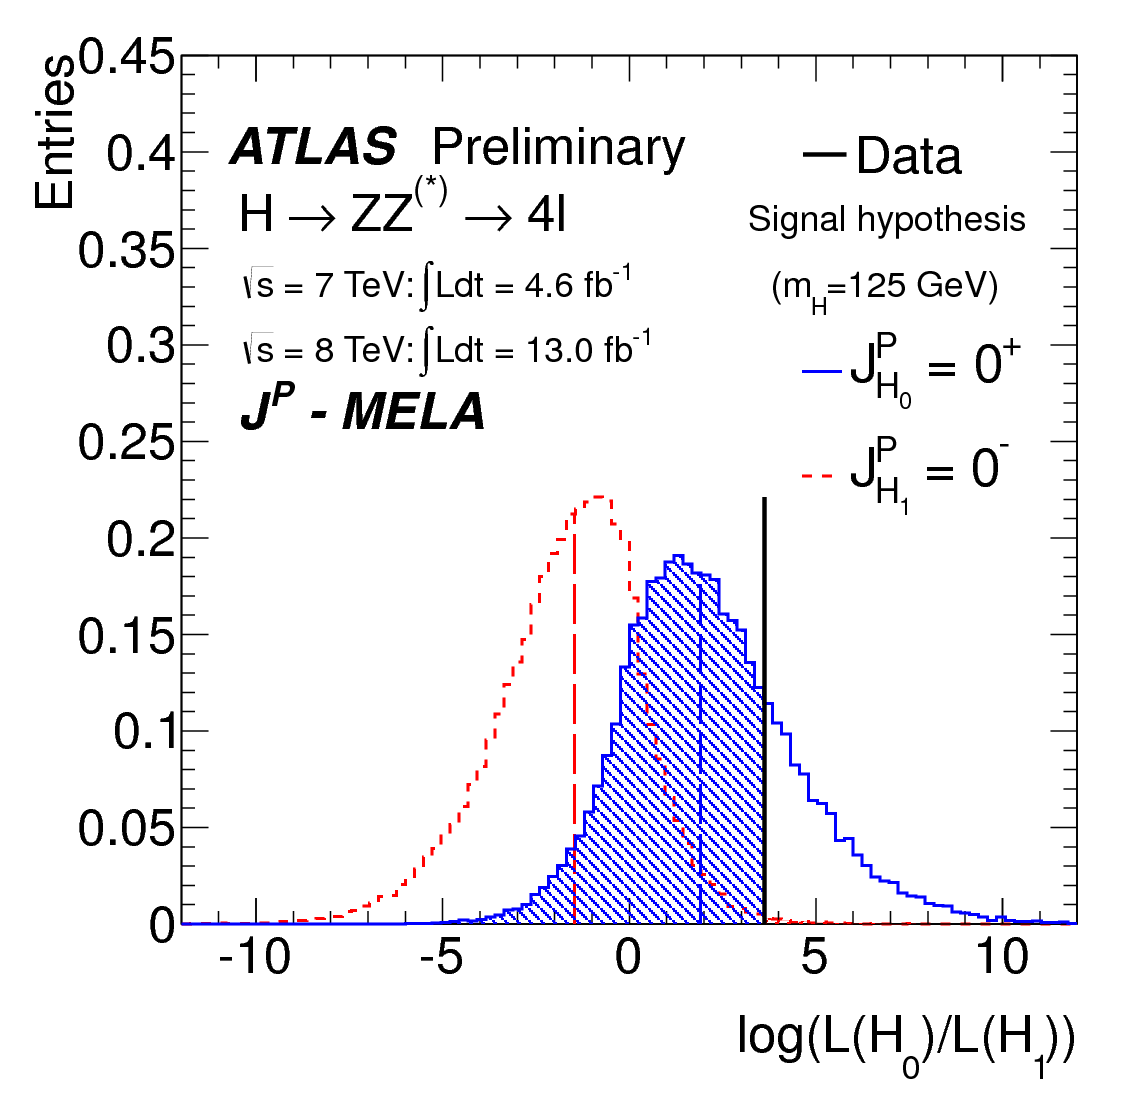 Entries
0.45
0.4
0.35
0.3
0.25
0.2
0.15
0.1
0.05
0
ATLAS Preliminary
H → ZZ(*) → 4l
√s = 7 TeV: ∫Ldt = 4.6 fb-1
√s = 8 TeV: ∫Ldt = 13.0 fb-1
JP - MELA
Data
Signal hypothesis
(mH=125 GeV)
JPH0 = 0+
JPH1 = 0-
-10 -5 0 5 10
log(L(H0)/L(H1))